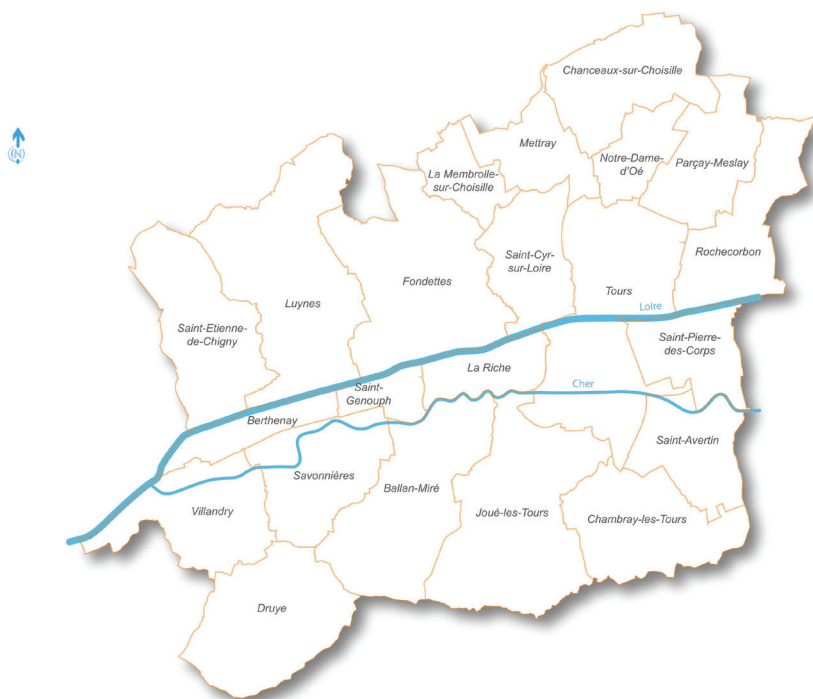 Chanceaux-sur-Choisille
Mettray
(N)
Notre-Dame-
d'Oé
Parçay-Meslay
La Membrolle-
sur-Choisille
Rochecorbon
Saint-Cyr-
sur-Loire
Fondettes
Tours
Luynes
Loire
Saint-Etienne-
de-Chigny
Saint-Pierre-
des-Corps
La Riche
Saint-
Genouph
Cher
Berthenay
Saint-Avertin
Savonnières
Ballan-Miré
Villandry
Joué-les-Tours
Chambray-les-Tours
Druye